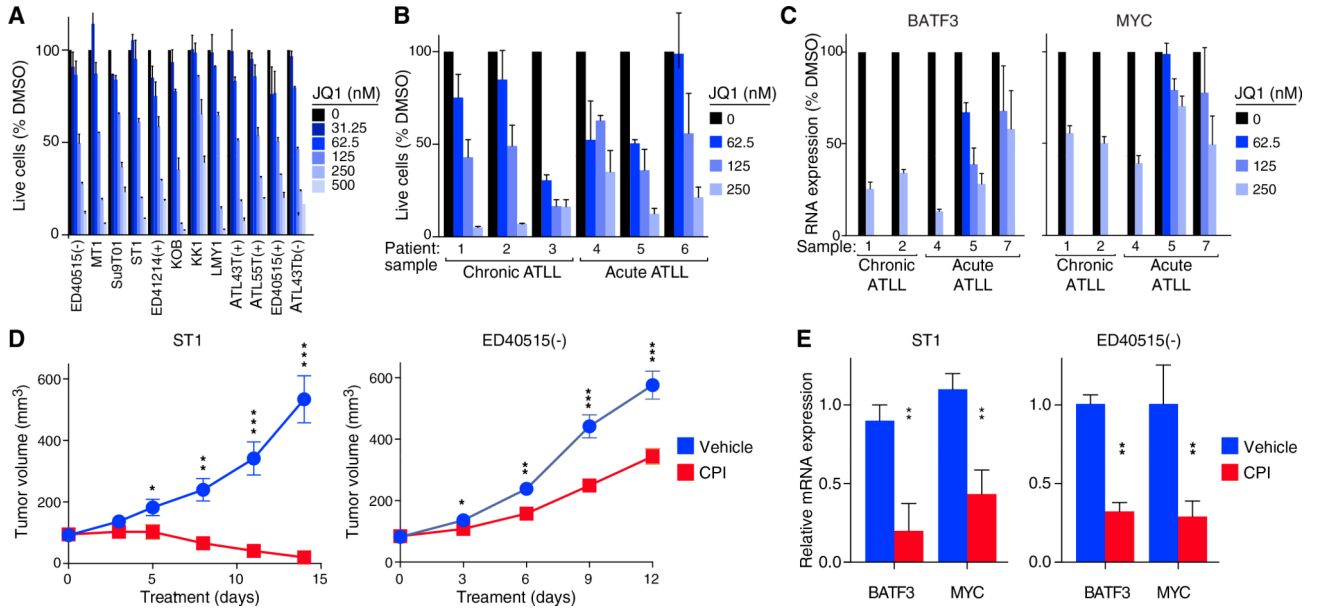 A
Live cells (% DMSO)
100
50
0
ED40515(-)
MT1
Su9T01
ST1
ED41214(+)
KOB
KK1
LMY1
ATL43T(+)
ATL55T(+)
ED40515(+)
ATL43Tb(-)
JQ1 (nM)
0
31.25
62.5
125
250
500
B
Live cells (% DMSO)
100
50
0
Patient: 1 2 3 4 5 6
sample
Chronic ATLL Acute ATLL
JQ1 (nM)
0
62.5
125
250
C
BATF3 MYC
RNA expression (% DMSO)
100
50
0
Sample: 1 2 4 5 7 1 2 4 5 7
Chronic Acute Chronic Acute
ATLL ATLL ATLL ATLL
JQ1 (nM)
0
62.5
125
250
D
ST1
Tumor volume (mm3)
600
400
200
0
* ** *** ***
0 5 10 15
Treatment (days)
ED40515(-)
Tumor volume (mm3)
600
400
200
0
* ** *** ***
0 3 6 9 12
Treament (days)
Vehicle
CPI
E
ST1
Relative mRNA expression
1.0
0.5
0.0
** **
BATF3 MYC
ED40515(-)
1.0
0.5
0.0
** **
BATF3 MYC
Vehicle
CPI